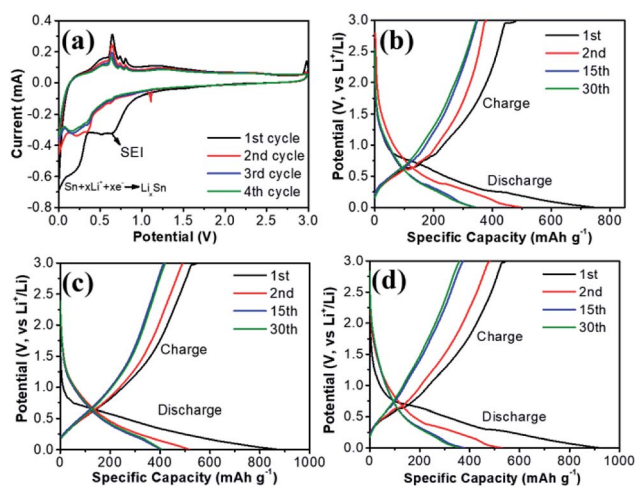 (a)
0.4
0.2
0.0
-0.2
-0.4
-0.6
-0.8
Current (mA)
SEI
Sn+xLi⁺+xe⁻→LiₓSn
1st cycle
2nd cycle
3rd cycle
4th cycle
0.0 0.5 1.0 1.5 2.0 2.5 3.0
Potential (V)
(b)
3.0
2.5
2.0
1.5
1.0
0.5
0.0
Potential (V, vs Li⁺/Li)
1st
2nd
15th
30th
Charge
Discharge
0 200 400 600 800
Specific Capacity (mAh g⁻¹)
(c)
3.0
2.5
2.0
1.5
1.0
0.5
0.0
Potential (V, vs Li⁺/Li)
1st
2nd
15th
30th
Charge
Discharge
0 200 400 600 800 1000
Specific Capacity (mAh g⁻¹)
(d)
3.0
2.5
2.0
1.5
1.0
0.5
0.0
Potential (V, vs Li⁺/Li)
1st
2nd
15th
30th
Charge
Discharge
0 200 400 600 800 1000
Specific Capacity (mAh g⁻¹)